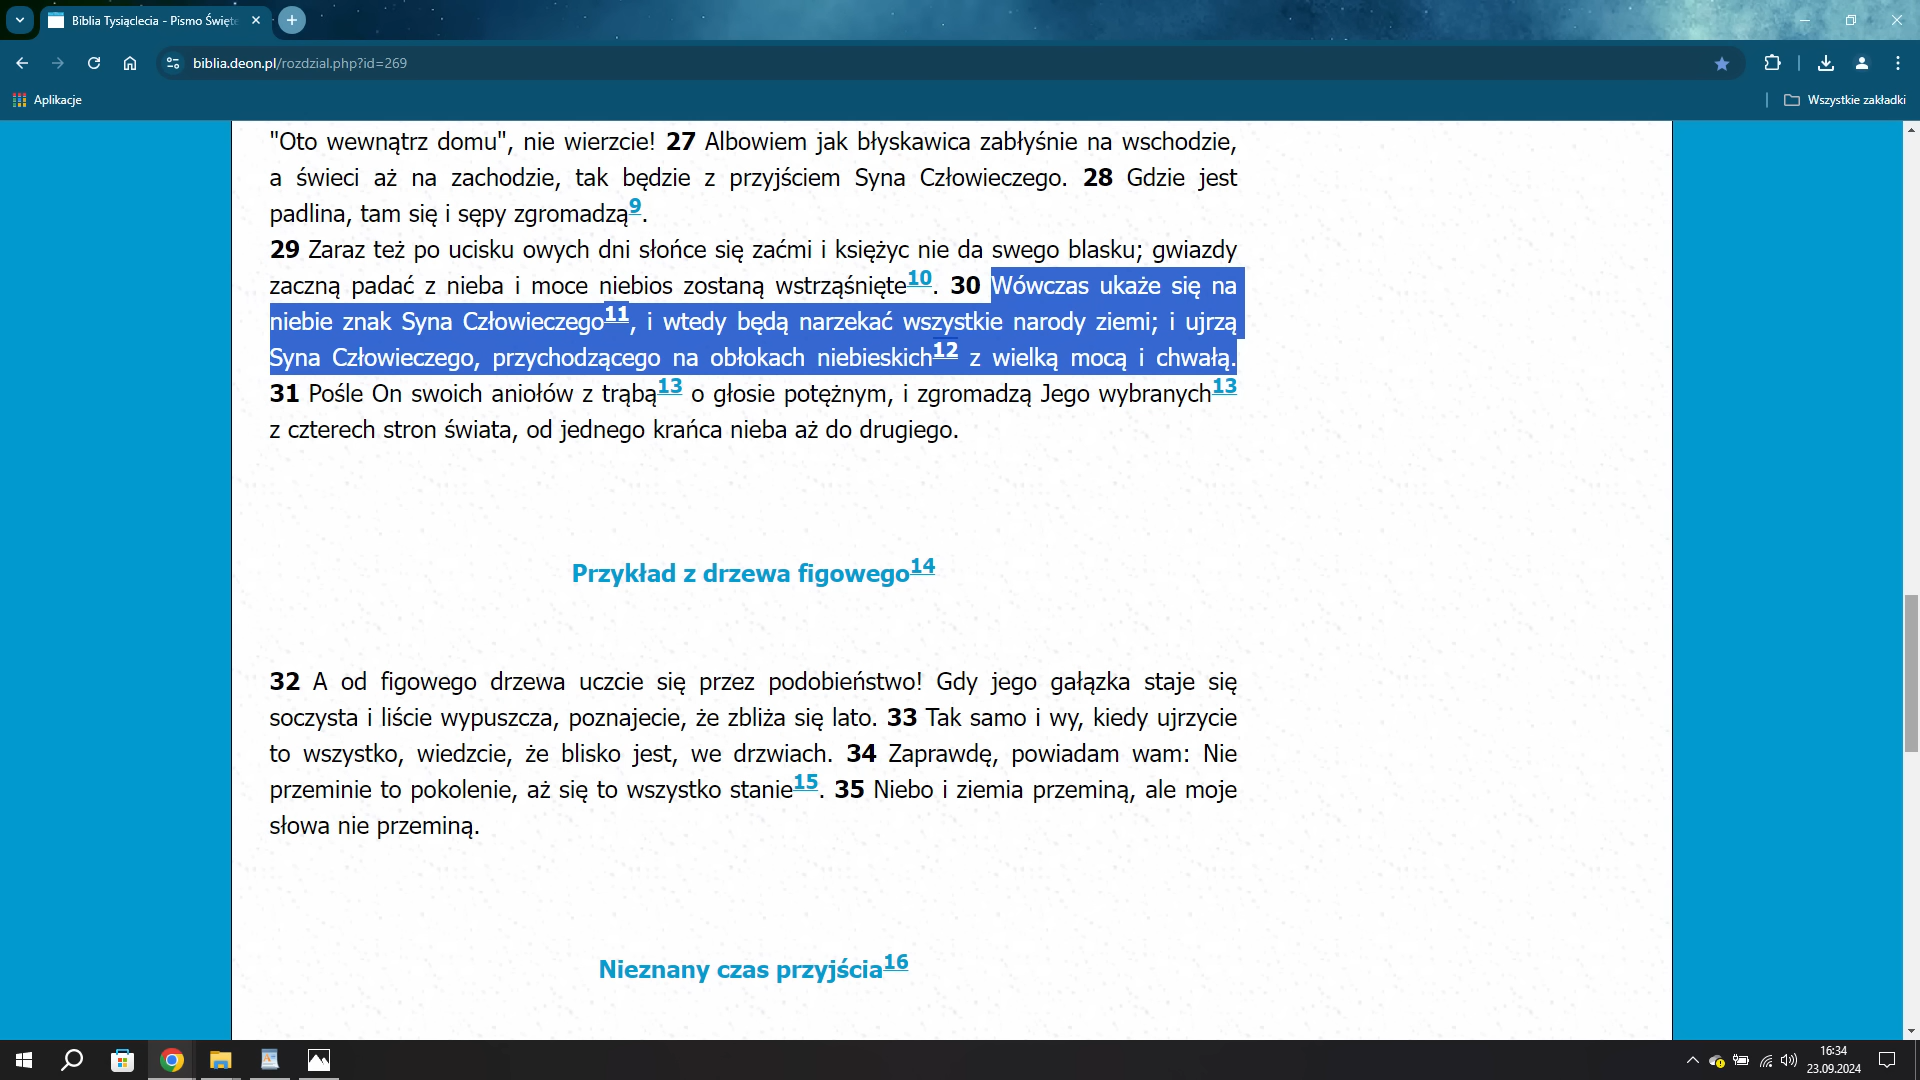 Biblia Tysiąclecia - Pismo Święte
biblia.deon.pl/rozdzial.php?id=269
Aplikacje
Wszystkie zakładki
"Oto wewnątrz domu", nie wierzcie! 27 Albowiem jak błyskawica zabłyśnie na wschodzie,
a świeci aż na zachodzie, tak będzie z przyjściem Syna Człowieczego. 28 Gdzie jest
padlina, tam się i sępy zgromadzą9.
29 Zaraz też po ucisku owych dni słońce się zaćmi i księżyc nie da swego blasku; gwiazdy
zaczną padać z nieba i moce niebios zostaną wstrząśnięte10. 30 Wówczas ukaże się na
niebie znak Syna Człowieczego11, i wtedy będą narzekać wszystkie narody ziemi; i ujrzą
Syna Człowieczego, przychodzącego na obłokach niebieskich12 z wielką mocą i chwałą.
31 Pośle On swoich aniołów z trąbą13 o głosie potężnym, i zgromadzą Jego wybranych13
z czterech stron świata, od jednego krańca nieba aż do drugiego.
Przykład z drzewa figowego14
32 A od figowego drzewa uczcie się przez podobieństwo! Gdy jego gałązka staje się
soczysta i liście wypuszcza, poznajecie, że zbliża się lato. 33 Tak samo i wy, kiedy ujrzycie
to wszystko, wiedzcie, że blisko jest, we drzwiach. 34 Zaprawdę, powiadam wam: Nie
przeminie to pokolenie, aż się to wszystko stanie15. 35 Niebo i ziemia przeminą, ale moje
słowa nie przeminą.
Nieznany czas przyjścia16
16:34
23.09.2024